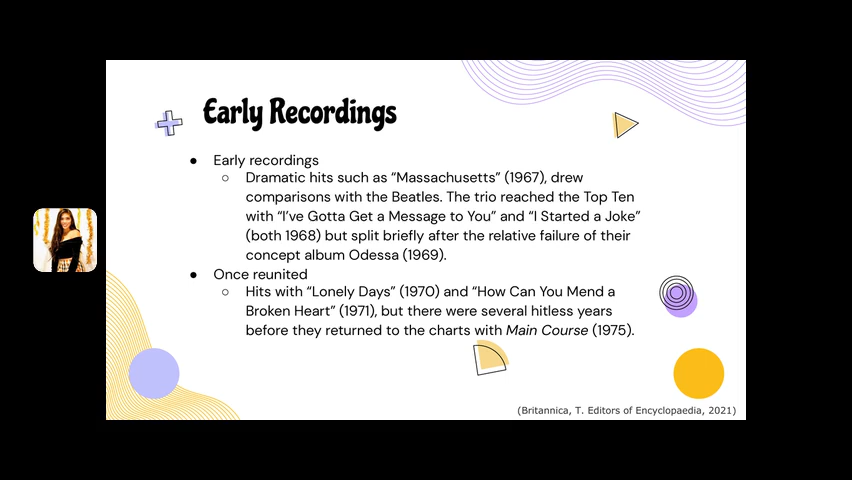 Early Recordings
● Early recordings
○ Dramatic hits such as “Massachusetts” (1967), drew
comparisons with the Beatles. The trio reached the Top Ten
with “I’ve Gotta Get a Message to You” and “I Started a Joke”
(both 1968) but split briefly after the relative failure of their
concept album Odessa (1969).
● Once reunited
○ Hits with “Lonely Days” (1970) and “How Can You Mend a
Broken Heart” (1971), but there were several hitless years
before they returned to the charts with Main Course (1975).
(Britannica, T. Editors of Encyclopaedia, 2021)